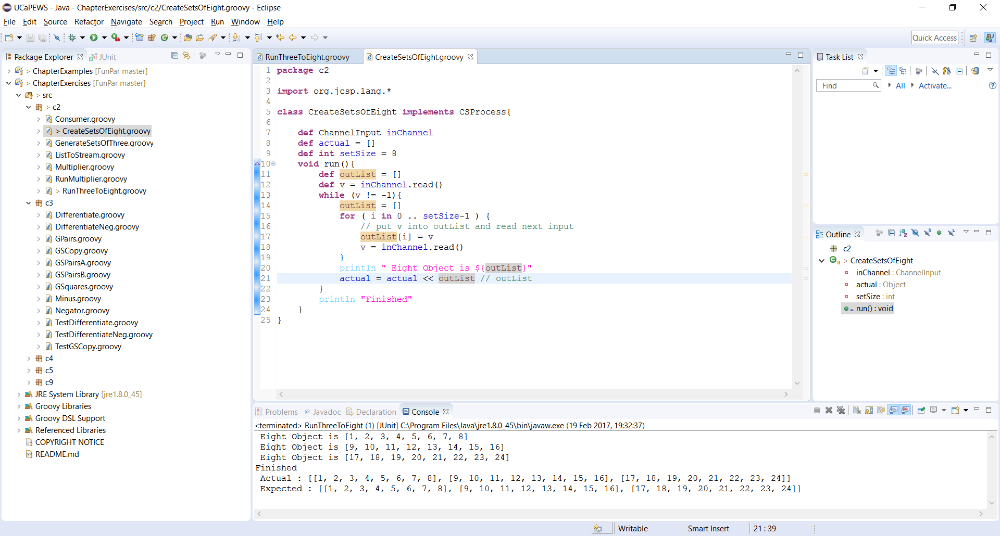 UCaPEWS - Java - ChapterExercises/src/c2/CreateSetsOfEight.groovy - Eclipse
File Edit Source Refactor Navigate Search Project Run Window Help
Quick Access
Package Explorer JUnit
> ChapterExamples [FunPar master]
> ChapterExercises [FunPar master]
> src
> c2
Consumer.groovy
> CreateSetsOfEight.groovy
GenerateSetsOfThree.groovy
ListToStream.groovy
Multiplier.groovy
RunMultiplier.groovy
> RunThreeToEight.groovy
c3
Differentiate.groovy
DifferentiateNeg.groovy
GPairs.groovy
GSCopy.groovy
GSPairsA.groovy
GSPairsB.groovy
GSquares.groovy
Minus.groovy
Negator.groovy
TestDifferentiate.groovy
TestDifferentiateNeg.groovy
TestGSCopy.groovy
c4
c5
c9
JRE System Library [jre1.8.0_45]
Groovy Libraries
Groovy DSL Support
Referenced Libraries
COPYRIGHT NOTICE
README.md
RunThreeToEight.groovy CreateSetsOfEight.groovy
1 package c2
2
3 import org.jcsp.lang.*
4
5 class CreateSetsOfEight implements CSProcess{
6
7 def ChannelInput inChannel
8 def actual = []
9 def int setSize = 8
10 void run(){
11 def outList = []
12 def v = inChannel.read()
13 while (v != -1){
14 outList = []
15 for ( i in 0 .. setSize-1 ) {
16 // put v into outList and read next input
17 outList[i] = v
18 v = inChannel.read()
19 }
20 println " Eight Object is ${outList}"
21 actual = actual << outList // outList
22 }
23 println "Finished"
24 }
25 }
Task List
Find All Activate...
Outline
c2
> CreateSetsOfEight
inChannel : ChannelInput
actual : Object
setSize : int
run() : void
Problems @ Javadoc Declaration Console
<terminated> RunThreeToEight (1) [JUnit] C:\Program Files\Java\jre1.8.0_45\bin\javaw.exe (19 Feb 2017, 19:32:37)
Eight Object is [1, 2, 3, 4, 5, 6, 7, 8]
Eight Object is [9, 10, 11, 12, 13, 14, 15, 16]
Eight Object is [17, 18, 19, 20, 21, 22, 23, 24]
Finished
Actual : [[1, 2, 3, 4, 5, 6, 7, 8], [9, 10, 11, 12, 13, 14, 15, 16], [17, 18, 19, 20, 21, 22, 23, 24]]
Expected : [[1, 2, 3, 4, 5, 6, 7, 8], [9, 10, 11, 12, 13, 14, 15, 16], [17, 18, 19, 20, 21, 22, 23, 24]]
Writable Smart Insert 21 : 39